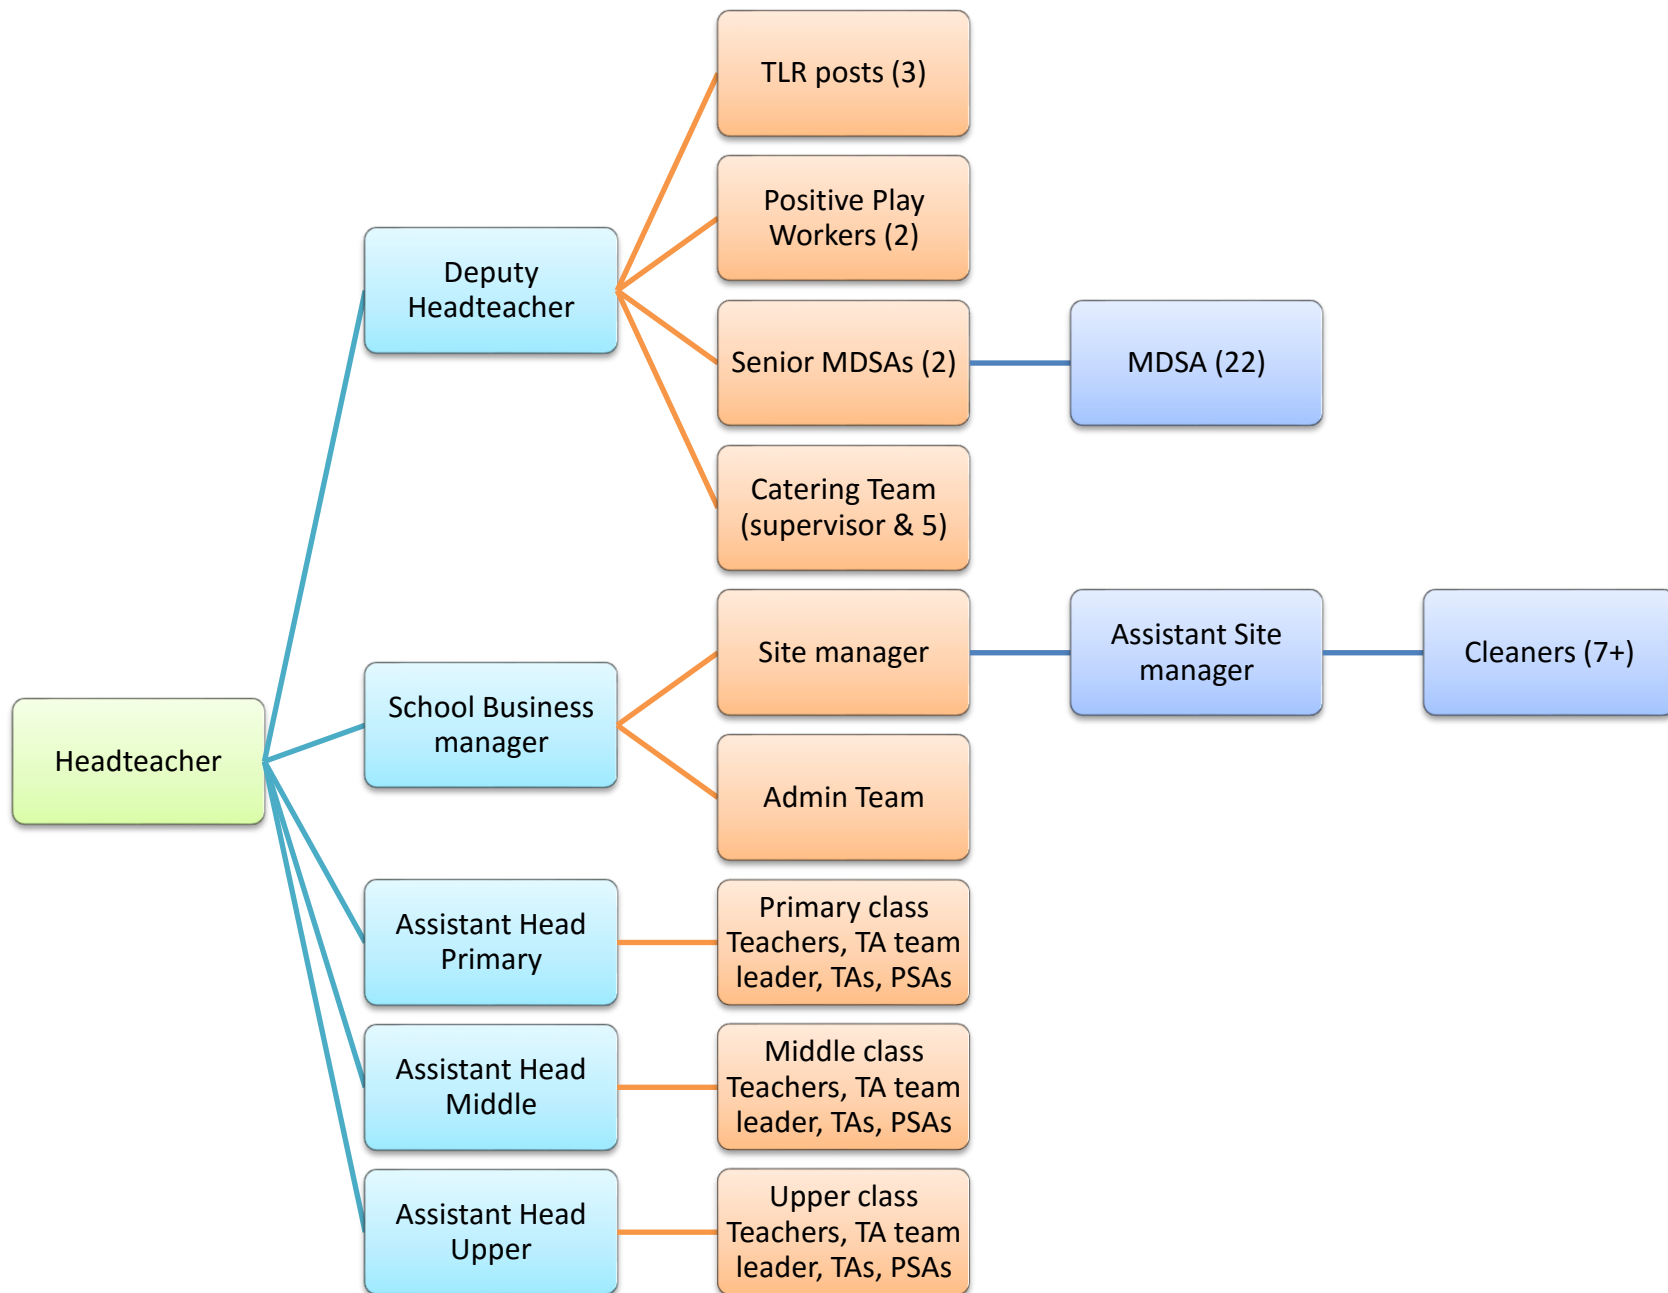 TLR posts (3)
Positive Play
Workers (2)
Deputy
Headteacher
Senior MDSAs (2)
MDSA (22)
Catering Team
(supervisor & 5)
Site manager
Assistant Site
manager
Cleaners (7+)
School Business
manager
Headteacher
Admin Team
Assistant Head
Primary
Primary class
Teachers, TA team
leader, TAs, PSAs
Assistant Head
Middle
Middle class
Teachers, TA team
leader, TAs, PSAs
Assistant Head
Upper
Upper class
Teachers, TA team
leader, TAs, PSAs